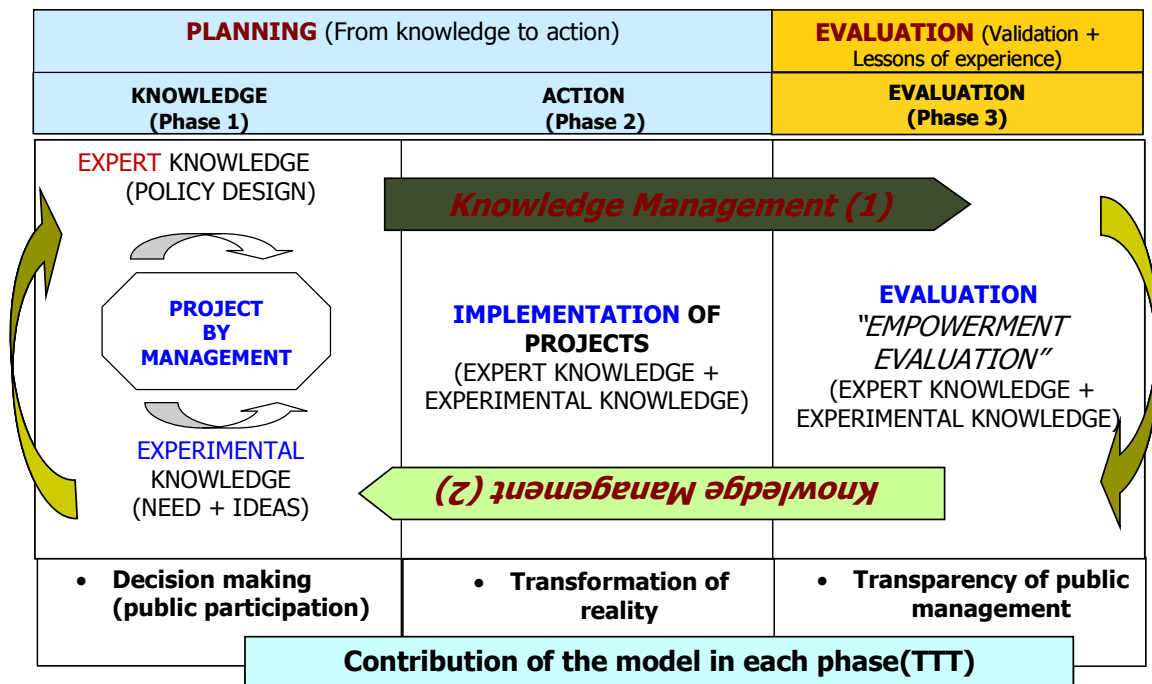 PLANNING (From knowledge to action)
EVALUATION (Validation +
Lessons of experience)
KNOWLEDGE
(Phase 1)
ACTION
(Phase 2)
EVALUATION
(Phase 3)
EXPERT KNOWLEDGE
(POLICY DESIGN)
Knowledge Management (1)
PROJECT
BY
MANAGEMENT
IMPLEMENTATION OF
PROJECTS
(EXPERT KNOWLEDGE +
EXPERIMENTAL KNOWLEDGE)
EVALUATION
“EMPOWERMENT
EVALUATION”
(EXPERT KNOWLEDGE +
EXPERIMENTAL KNOWLEDGE)
EXPERIMENTAL
KNOWLEDGE
(NEED + IDEAS)
Knowledge Management (2)
• Decision making
(public participation)
• Transformation of
reality
• Transparency of public
management
Contribution of the model in each phase(TTT)